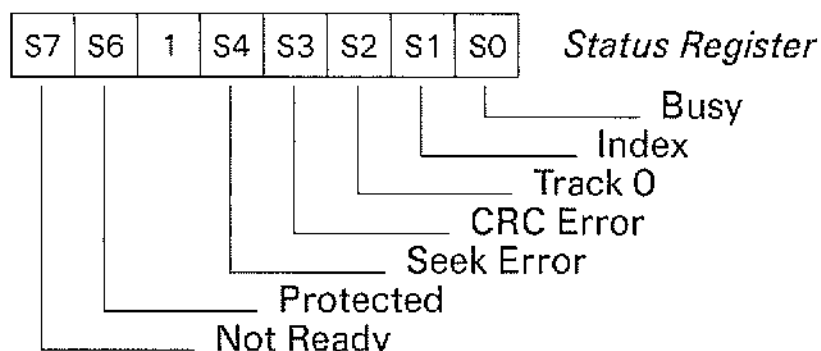 S7 S6 1 S4 S3 S2 S1 S0 Status Register
Busy
Index
Track 0
CRC Error
Seek Error
Protected
Not Ready